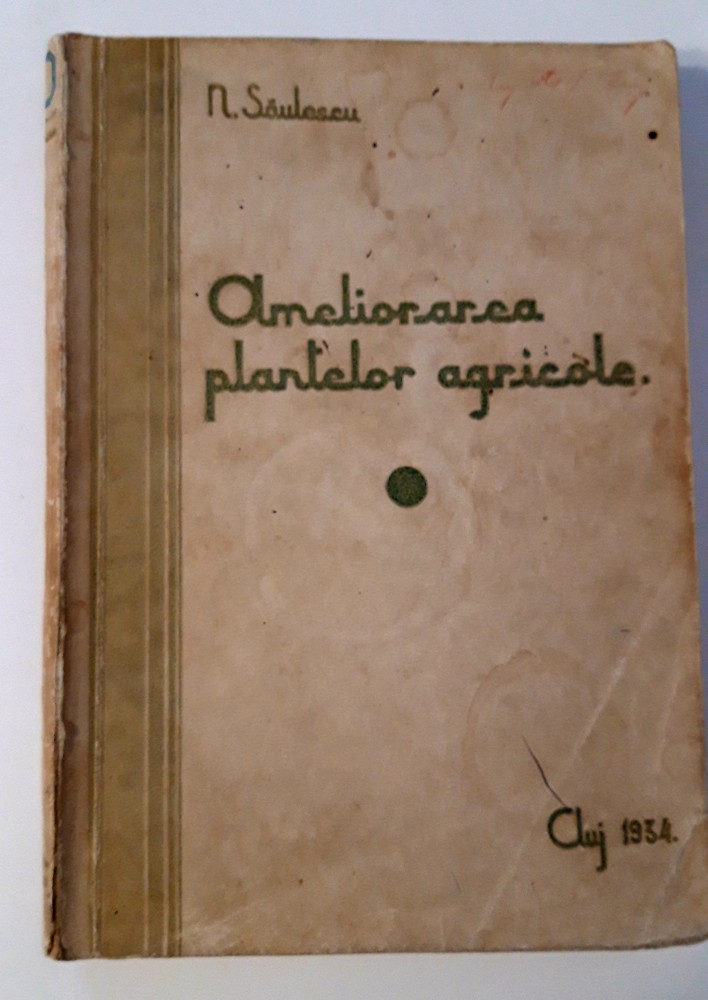 N. Săulescu
Ameliorarea
plantelor agricole.
Cluj 1934.